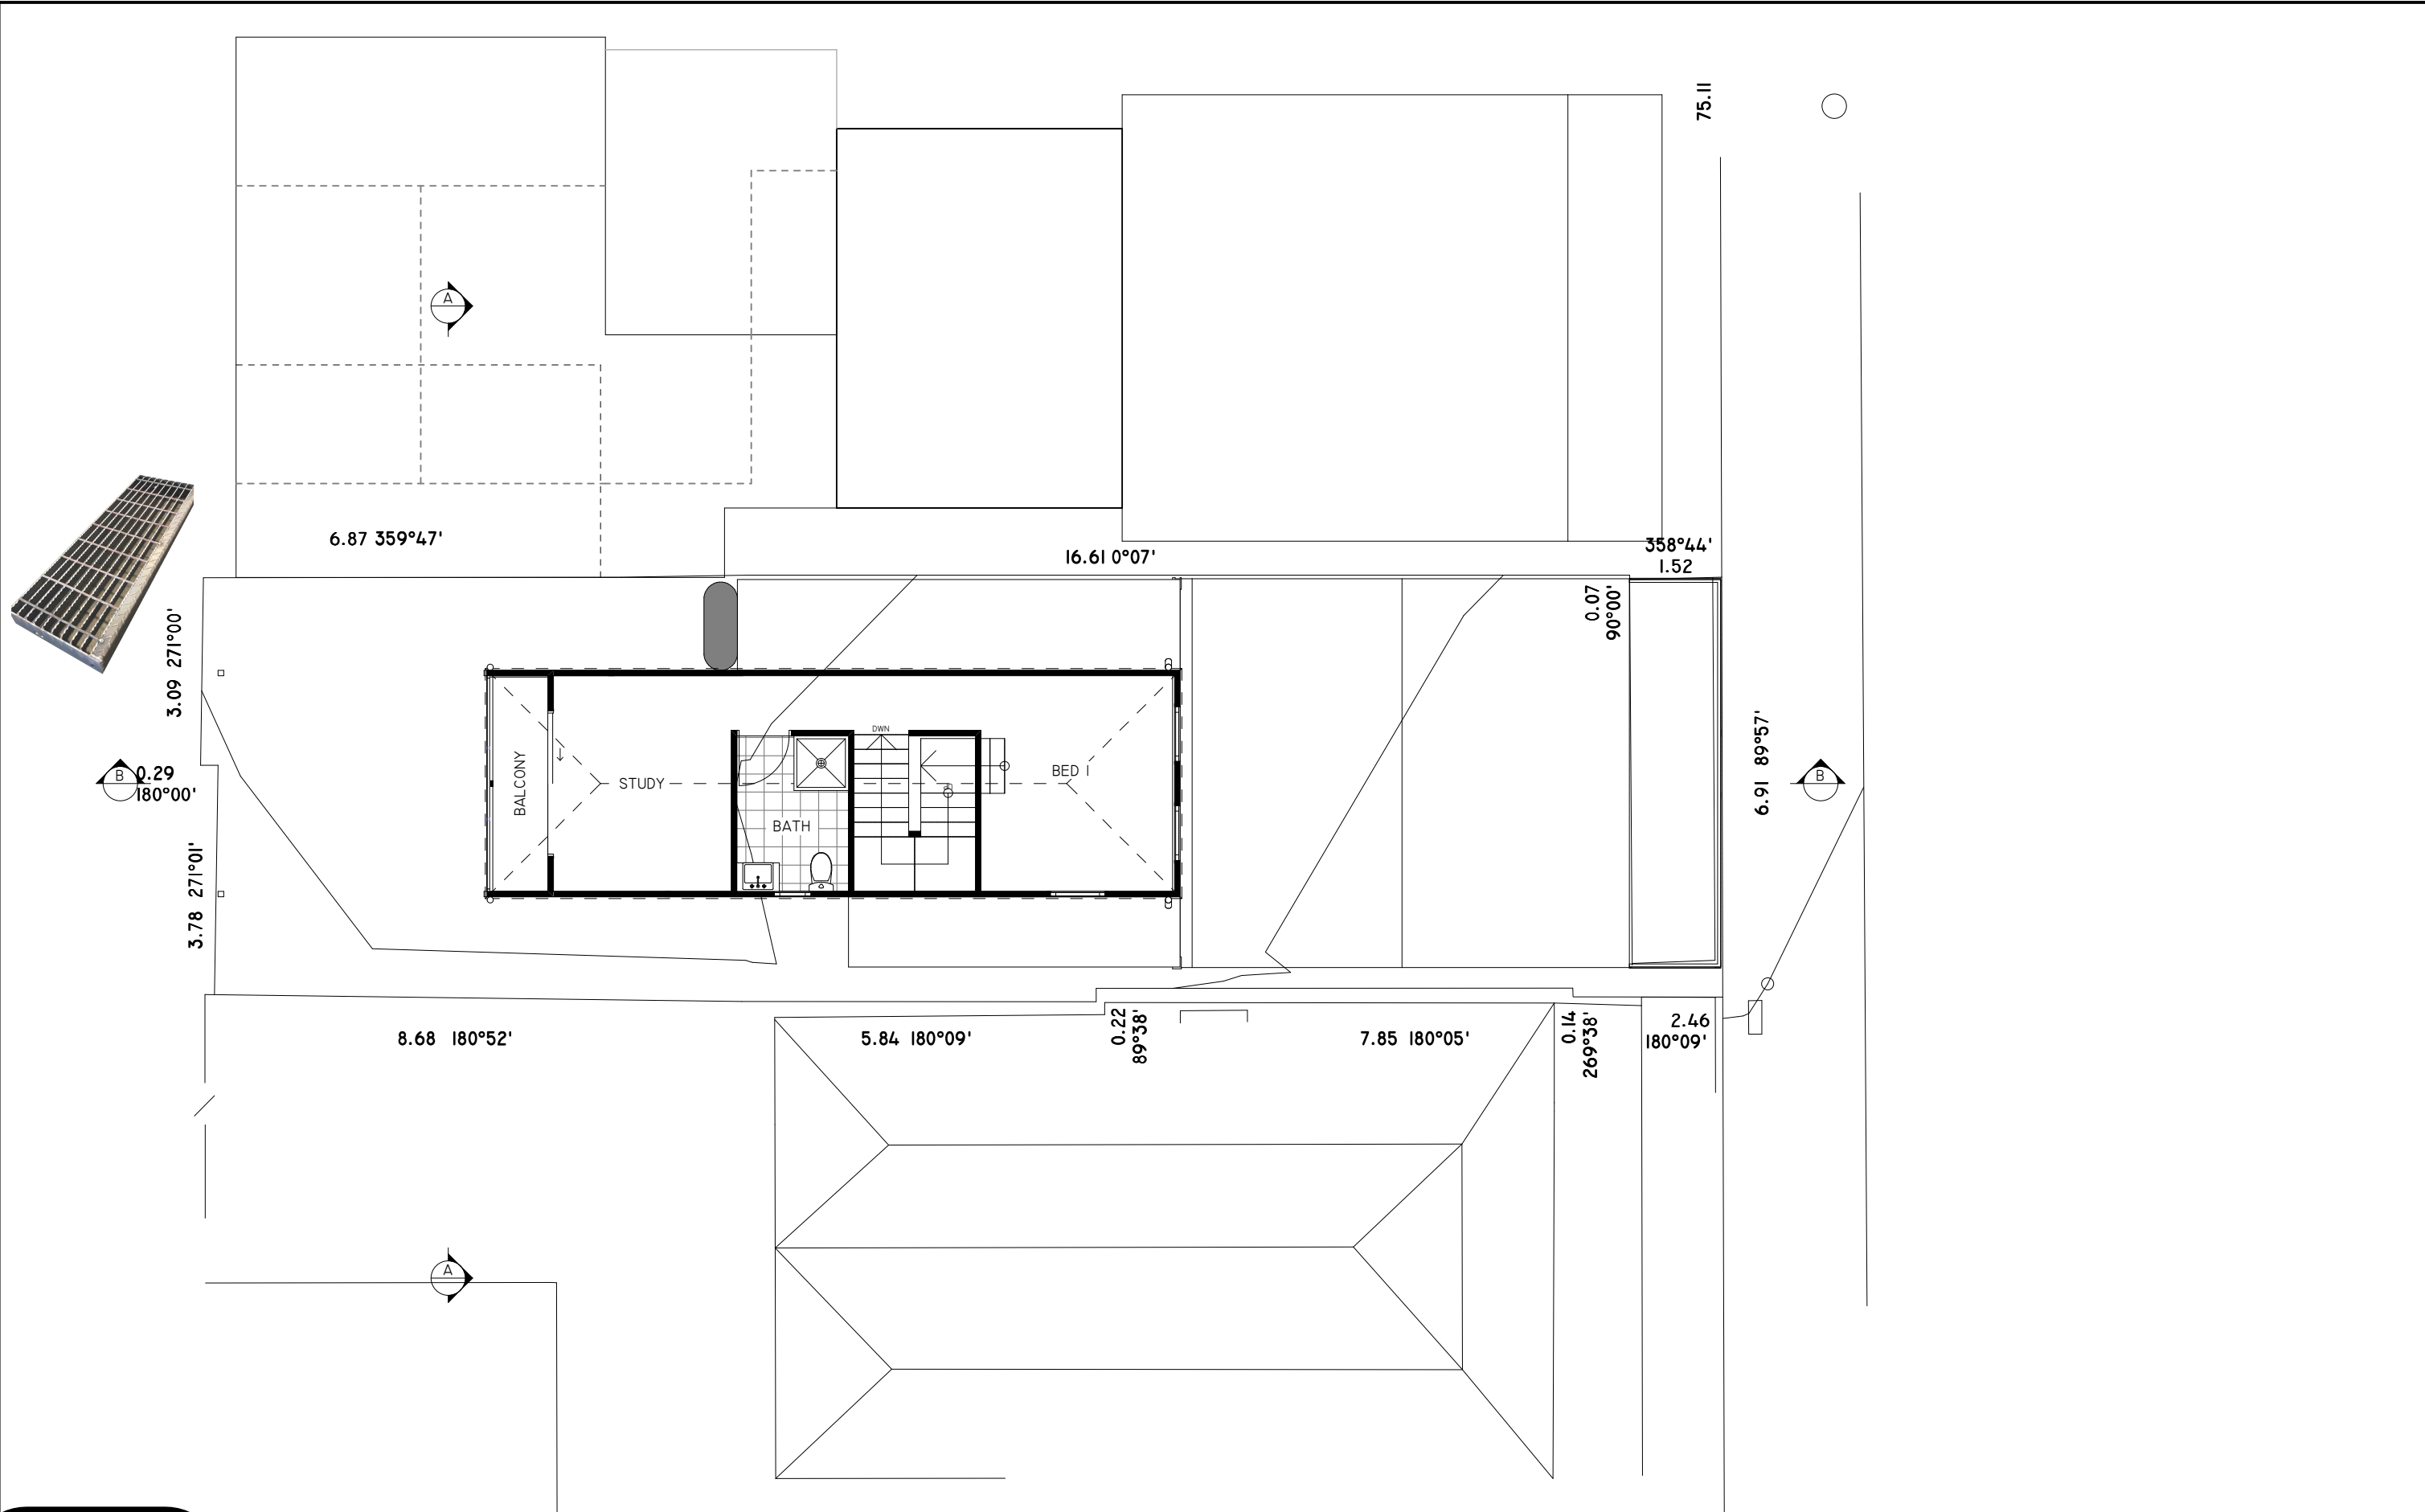 75.11
A
6.87 359°47'
16.61 0°07'
358°44'
1.52
0.07
90°00'
3.09 271°00'
DWN
B
0.29
180°00'
BALCONY
STUDY
BED 1
BATH
6.91 89°57'
B
3.78 271°01'
8.68 180°52'
5.84 180°09'
0.22
89°38'
7.85 180°05'
0.14
269°38'
2.46
180°09'
A